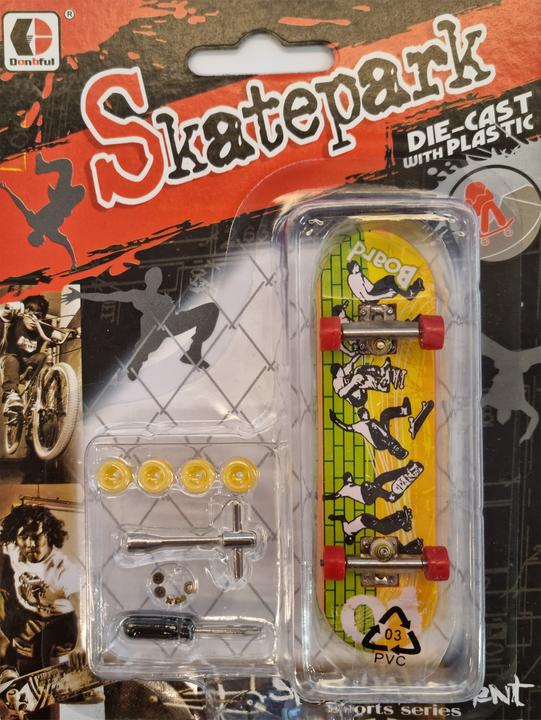 ®
Donbful
Skatepark
DIE-CAST
WITH PLASTIC
Board
03
PVC
Sports series